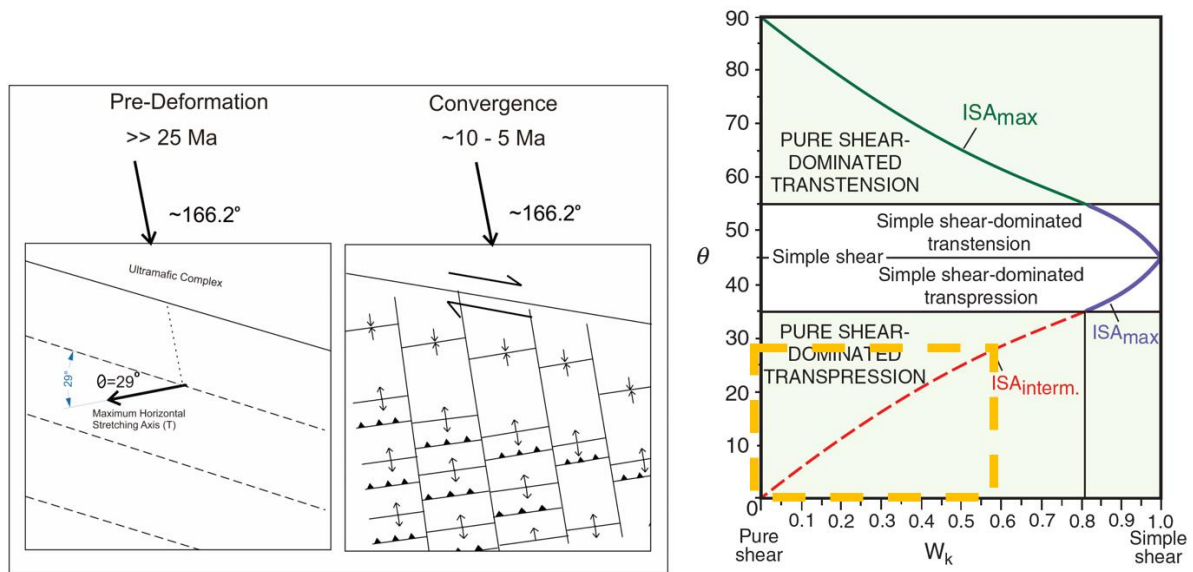 Pre-Deformation
>> 25 Ma
~166.2°
Ultramafic Complex
29°
θ=29°
Maximum Horizontal
Stretching Axis (T)
Convergence
~10 - 5 Ma
~166.2°
90
80
70
60
50
40
30
20
10
0
θ
ISAmax
PURE SHEAR-
DOMINATED
TRANSTENSION
Simple shear-dominated
transtension
Simple shear
Simple shear-dominated
transpression
PURE SHEAR-
DOMINATED
TRANSPRESSION
ISAmax
ISAinterm.
0.1 0.2 0.3 0.4 0.5 0.6 0.7 0.8 0.9 1.0
Pure
shear
Wk
Simple
shear